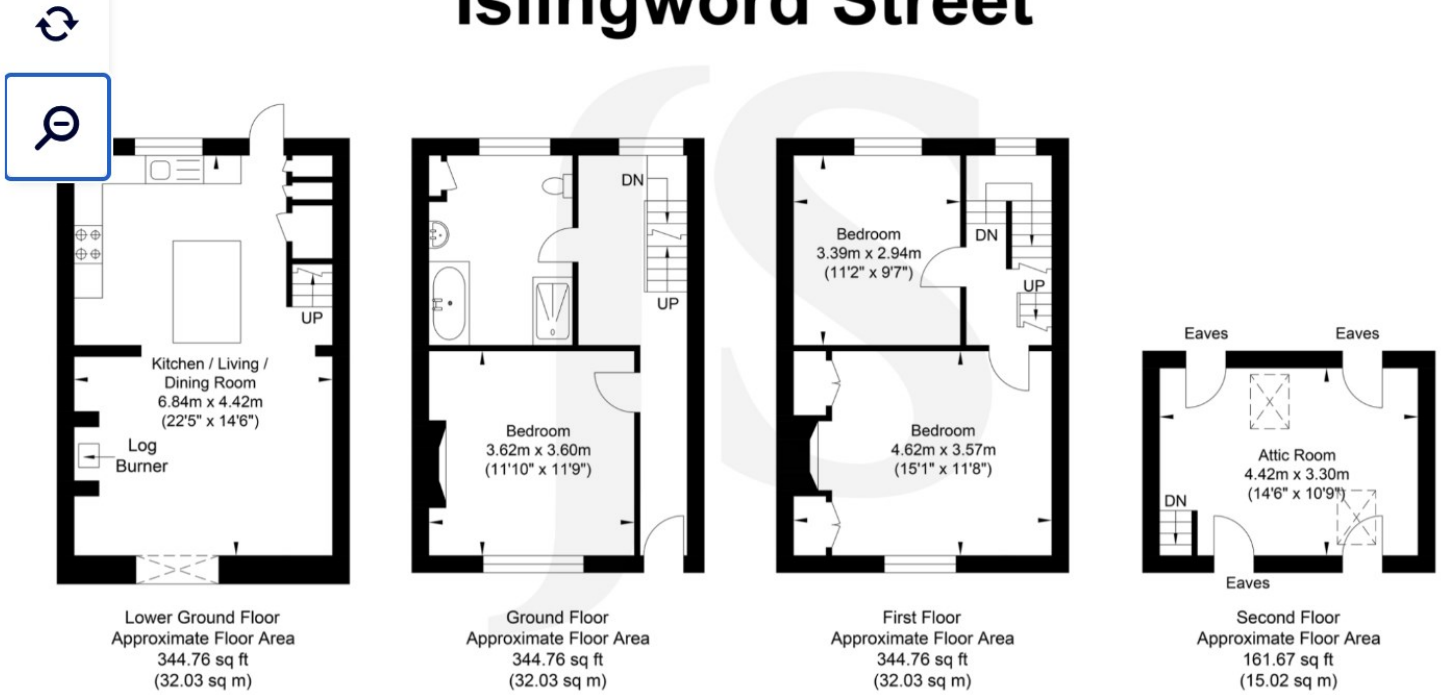 Islingword Street
Kitchen / Living /
Dining Room
6.84m x 4.42m
(22'5" x 14'6")
Log
Burner
UP
Lower Ground Floor
Approximate Floor Area
344.76 sq ft
(32.03 sq m)
DN
UP
Bedroom
3.62m x 3.60m
(11'10" x 11'9")
Ground Floor
Approximate Floor Area
344.76 sq ft
(32.03 sq m)
Bedroom
3.39m x 2.94m
(11'2" x 9'7")
DN
UP
Bedroom
4.62m x 3.57m
(15'1" x 11'8")
First Floor
Approximate Floor Area
344.76 sq ft
(32.03 sq m)
Eaves
Eaves
Attic Room
4.42m x 3.30m
(14'6" x 10'9")
DN
Eaves
Second Floor
Approximate Floor Area
161.67 sq ft
(15.02 sq m)
JS